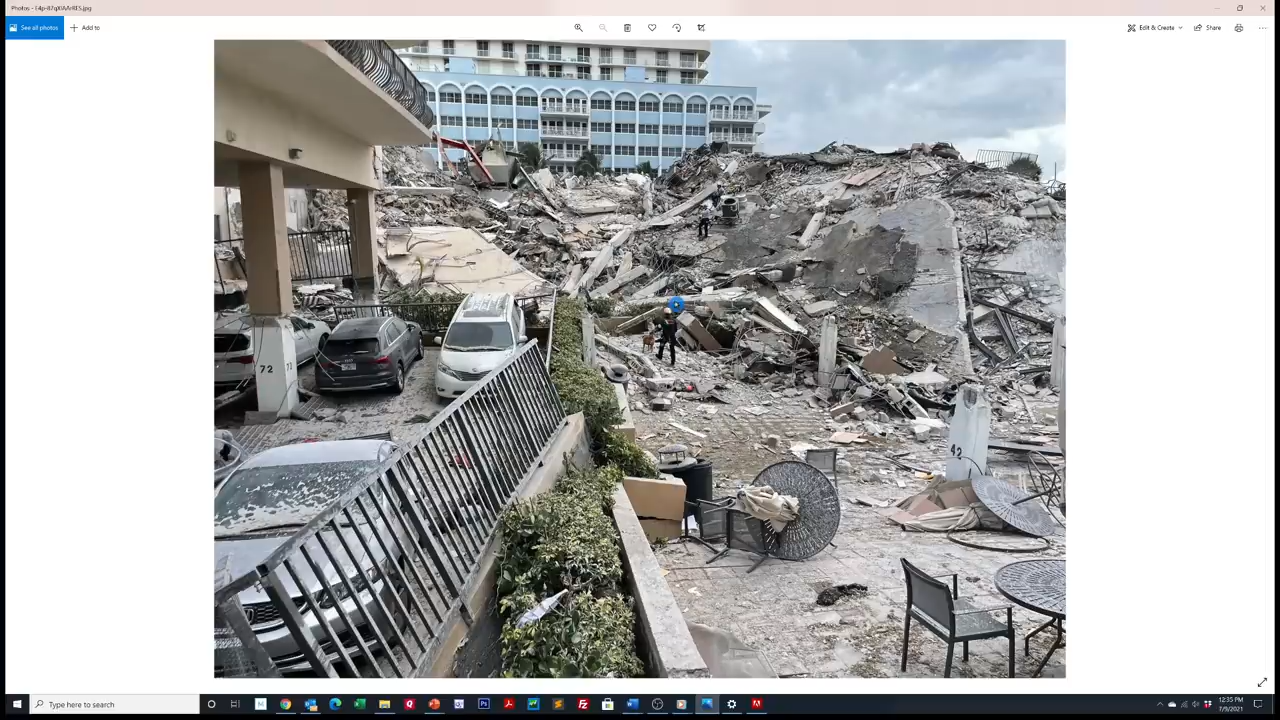 Photos - E4p-87qXIAArRES.jpg
See all photos
Add to
Edit & Create
Share
72
42
Type here to search
12:35 PM
7/9/2021